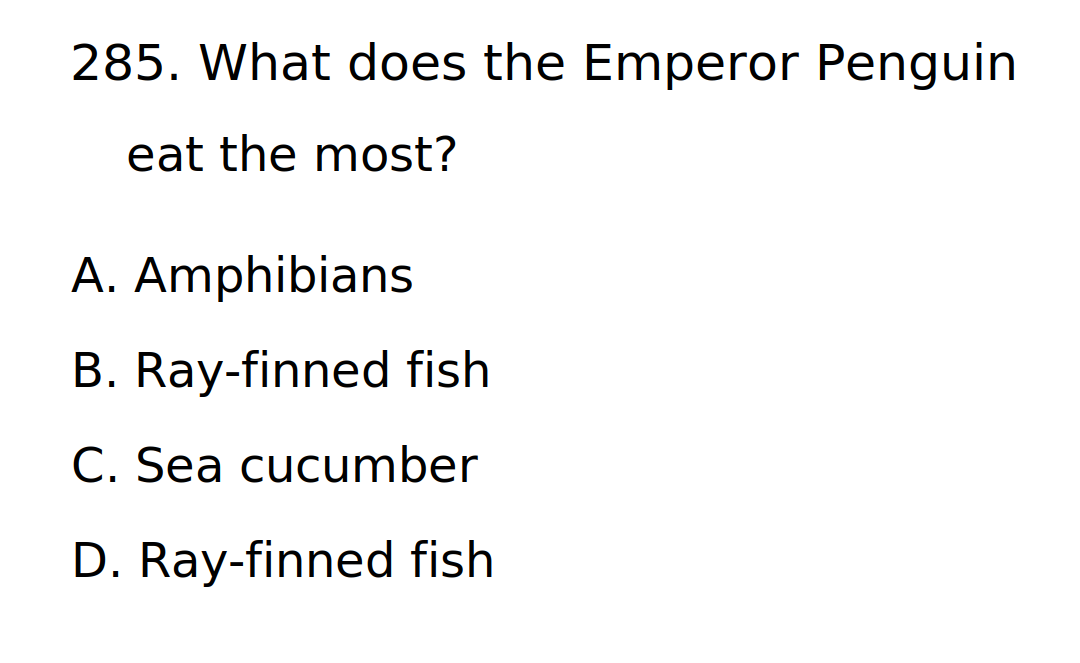 285. What does the Emperor Penguin
eat the most?
A. Amphibians
B. Ray-finned fish
C. Sea cucumber
D. Ray-finned fish